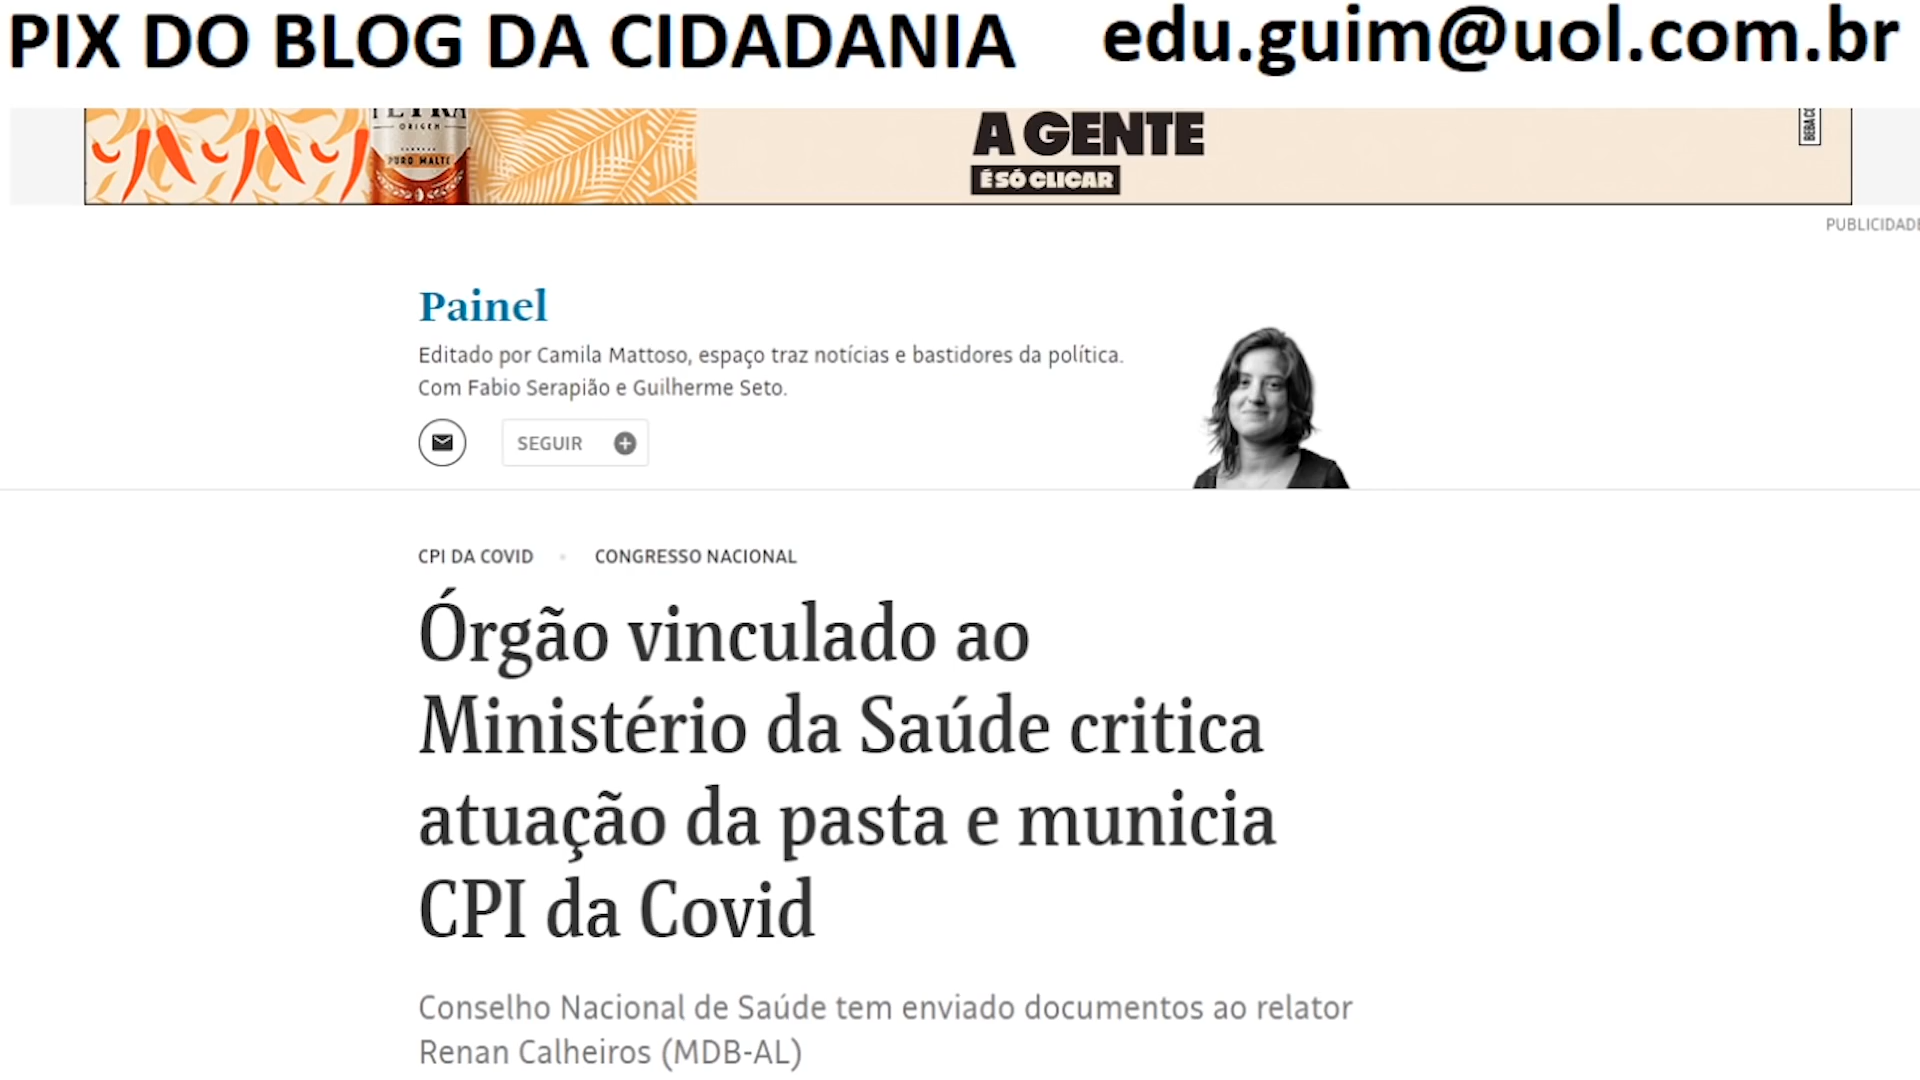 PIX DO BLOG DA CIDADANIA edu.guim@uol.com.br
ORIGEM
PURO MALTE
A GENTE
É SÓ CLICAR
PUBLICIDADE
Painel
Editado por Camila Mattoso, espaço traz notícias e bastidores da política.
Com Fabio Serapião e Guilherme Seto.
SEGUIR
CPI DA COVID • CONGRESSO NACIONAL
Órgão vinculado ao
Ministério da Saúde critica
atuação da pasta e municia
CPI da Covid
Conselho Nacional de Saúde tem enviado documentos ao relator
Renan Calheiros (MDB-AL)